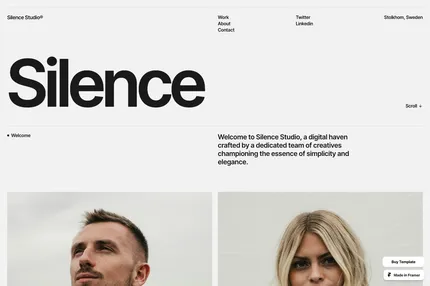 Silence Studio®
Work
About
Contact
Twitter
Linkedin
Stolkhom, Sweden
Silence
Scroll ↓
• Welcome
Welcome to Silence Studio, a digital haven
crafted by a dedicated team of creatives
championing the essence of simplicity and
elegance.
Buy Template
Made in Framer